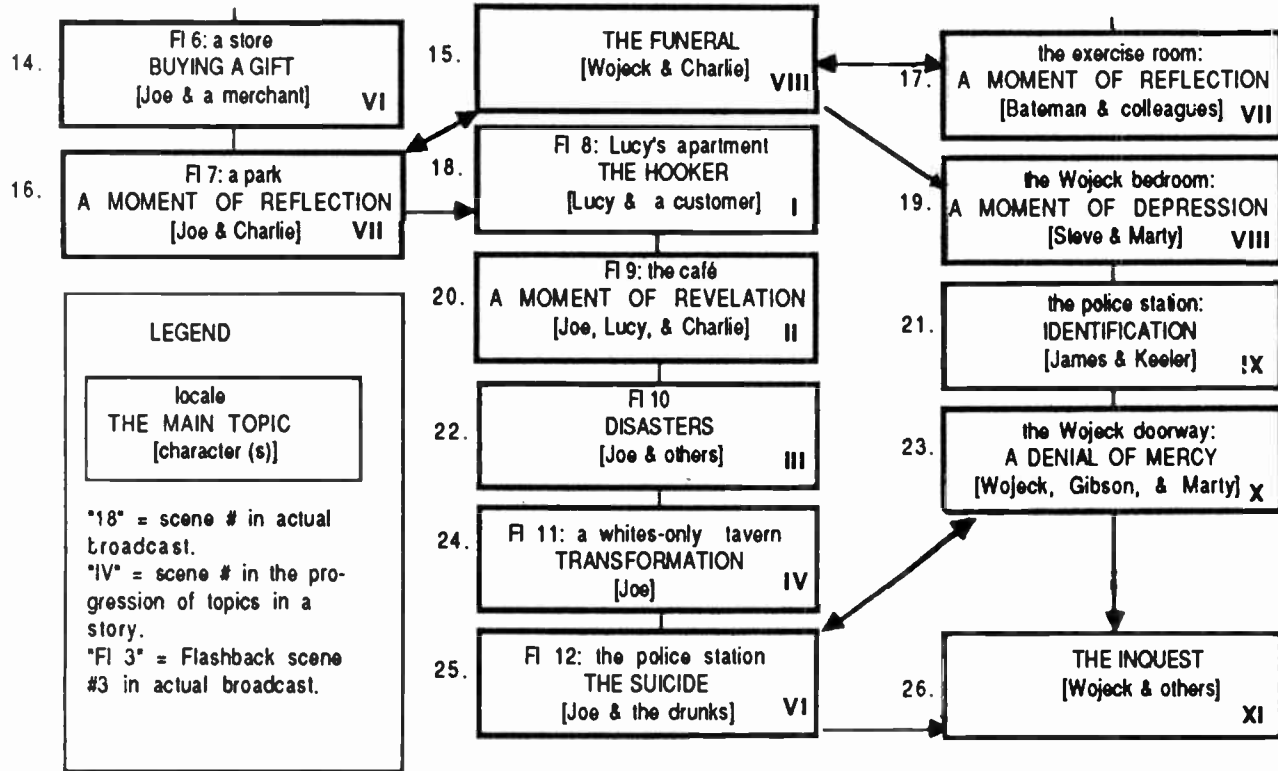 14.
Fl 6: a store
BUYING A GIFT
[Joe & a merchant]
VI
15.
THE FUNERAL
[Wojeck & Charlie]
VIII
16.
Fl 7: a park
A MOMENT OF REFLECTION
[Joe & Charlie]
VII
17.
the exercise room:
A MOMENT OF REFLECTION
[Bateman & colleagues]
VII
18.
Fl 8: Lucy's apartment
THE HOOKER
[Lucy & a customer]
I
19.
the Wojeck bedroom:
A MOMENT OF DEPRESSION
[Steve & Marty]
VIII
20.
Fl 9: the café
A MOMENT OF REVELATION
[Joe, Lucy, & Charlie]
II
21.
the police station:
IDENTIFICATION
[James & Keeler]
IX
22.
Fl 10
DISASTERS
[Joe & others]
III
23.
the Wojeck doorway:
A DENIAL OF MERCY
[Wojeck, Gibson, & Marty]
X
24.
Fl 11: a whites-only tavern
TRANSFORMATION
[Joe]
IV
25.
Fl 12: the police station
THE SUICIDE
[Joe & the drunks]
VI
26.
THE INQUEST
[Wojeck & others]
XI
LEGEND
locale
THE MAIN TOPIC
[character (s)]
"18" = scene # in actual
broadcast.
"IV" = scene # in the pro-
gression of topics in a
story.
"Fl 3" = Flashback scene
#3 in actual broadcast.